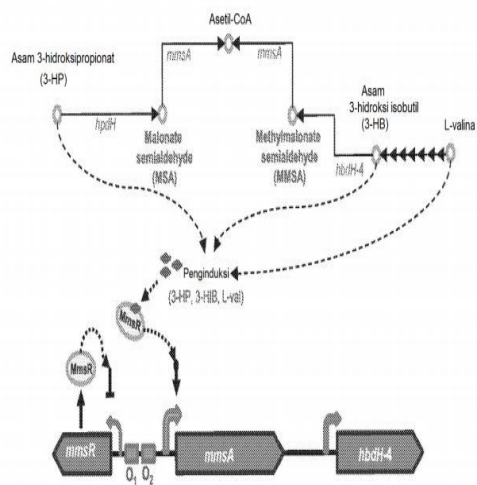 Asetil-CoA
Asam 3-hidroksipropionat
(3-HP)
mmsA
mmsA
hpdH
Malonate
semialdehyde
(MSA)
Methylmalonate
semialdehyde
(MMSA)
Asam
3-hidroksi isobutil
(3-HB)
hbdH-4
L-valina
Penginduksi
(3-HP, 3-HIB, L-val)
MmsR
MmsR
mmsR
O1
O2
mmsA
hbdH-4